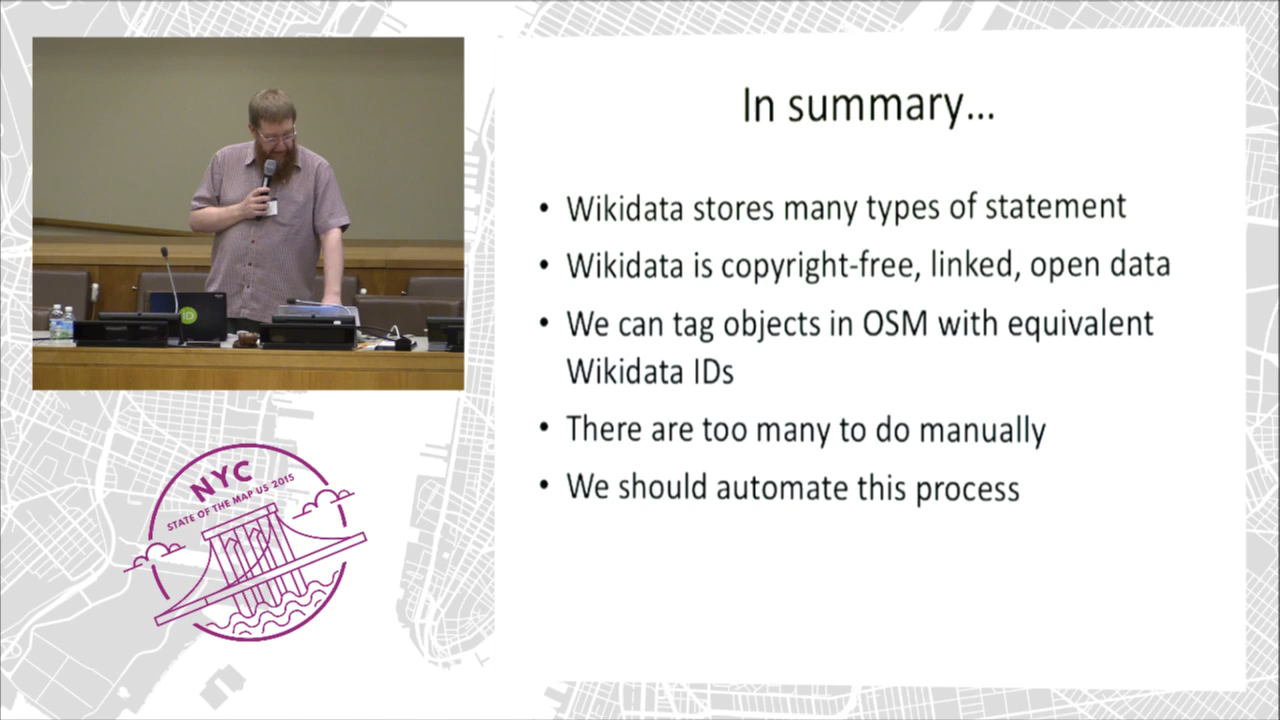 In summary...
• Wikidata stores many types of statement
• Wikidata is copyright-free, linked, open data
• We can tag objects in OSM with equivalent
Wikidata IDs
• There are too many to do manually
• We should automate this process
iD
NYC
STATE OF THE MAP US 2015